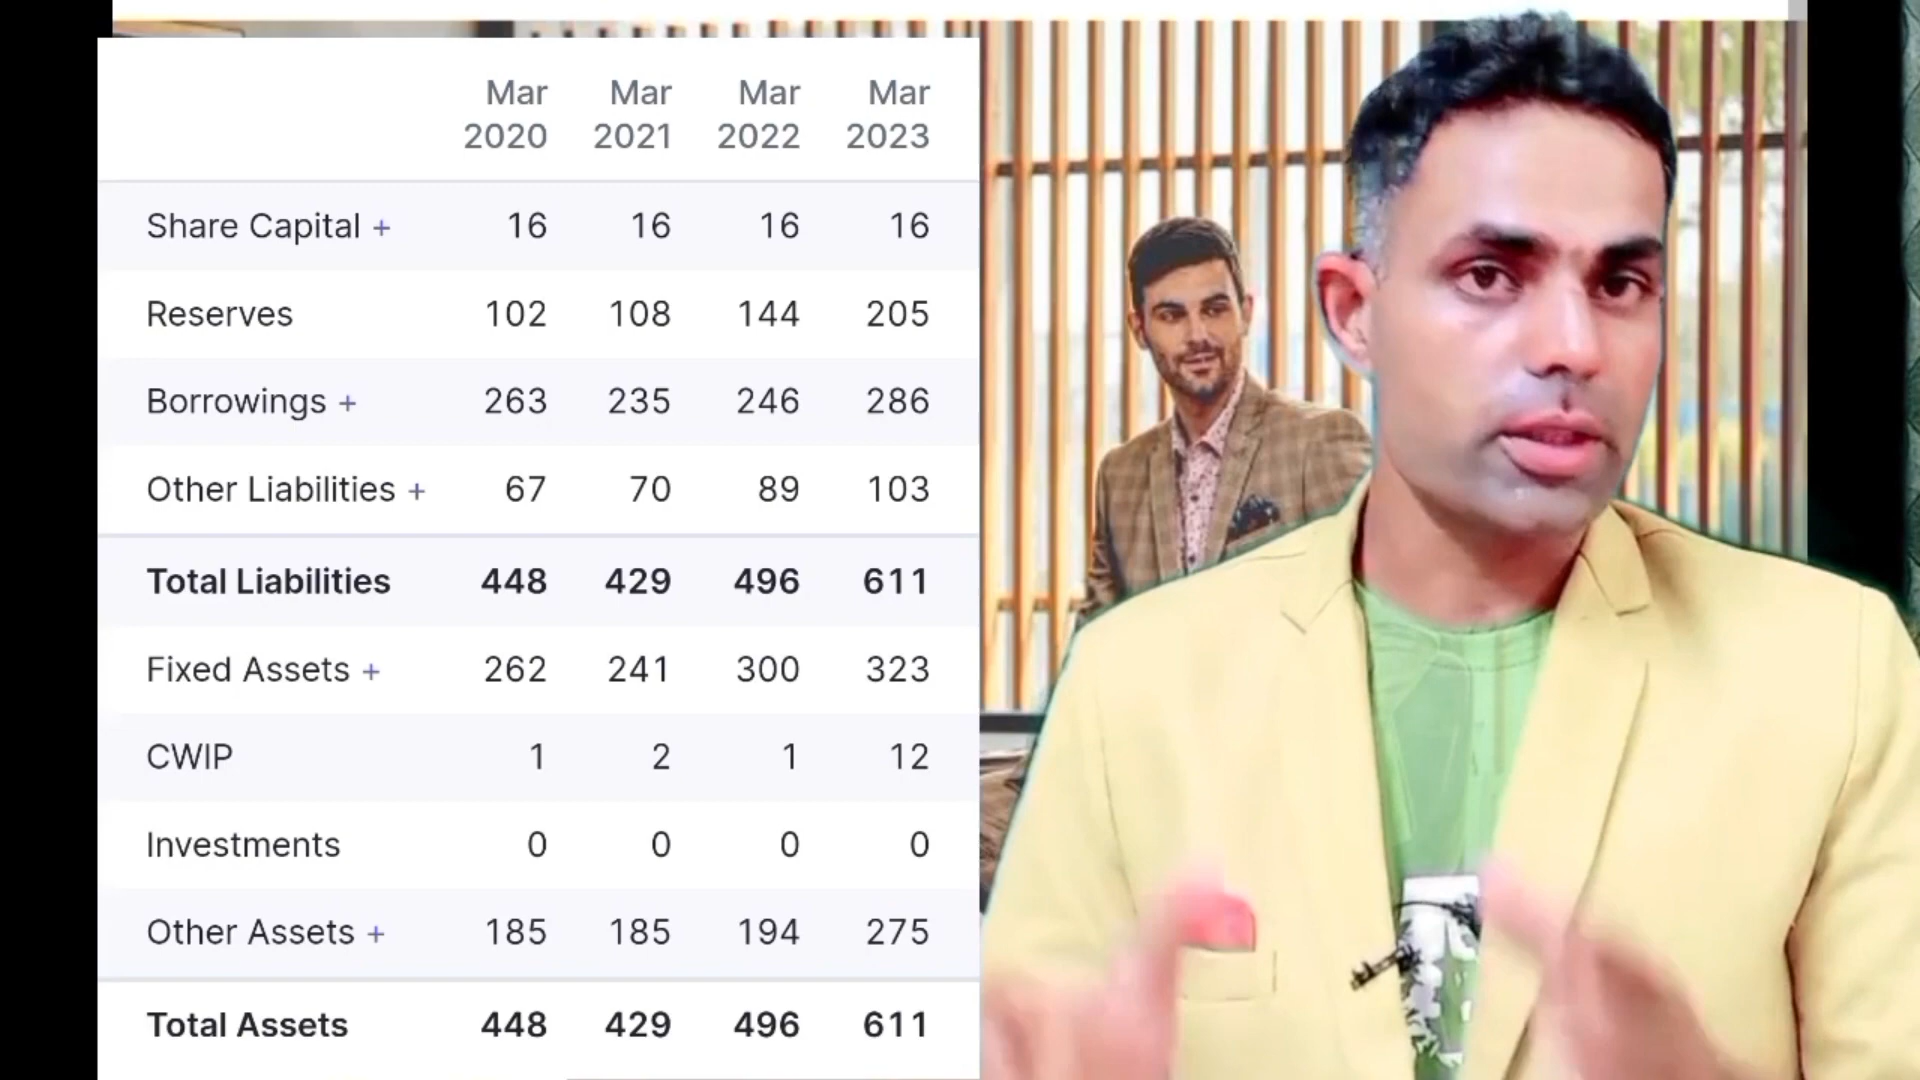 Mar Mar Mar Mar
2020 2021 2022 2023
Share Capital + 16 16 16 16
Reserves 102 108 144 205
Borrowings + 263 235 246 286
Other Liabilities + 67 70 89 103
Total Liabilities 448 429 496 611
Fixed Assets + 262 241 300 323
CWIP 1 2 1 12
Investments 0 0 0 0
Other Assets + 185 185 194 275
Total Assets 448 429 496 611